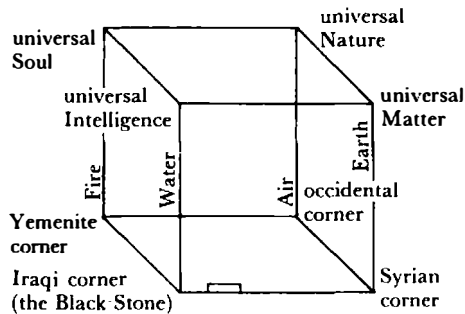 universal
Soul
universal
Nature
universal
Intelligence
universal
Matter
Fire
Water
Air
Earth
occidental
corner
Yemenite
corner
Iraqi corner
(the Black Stone)
Syrian
corner